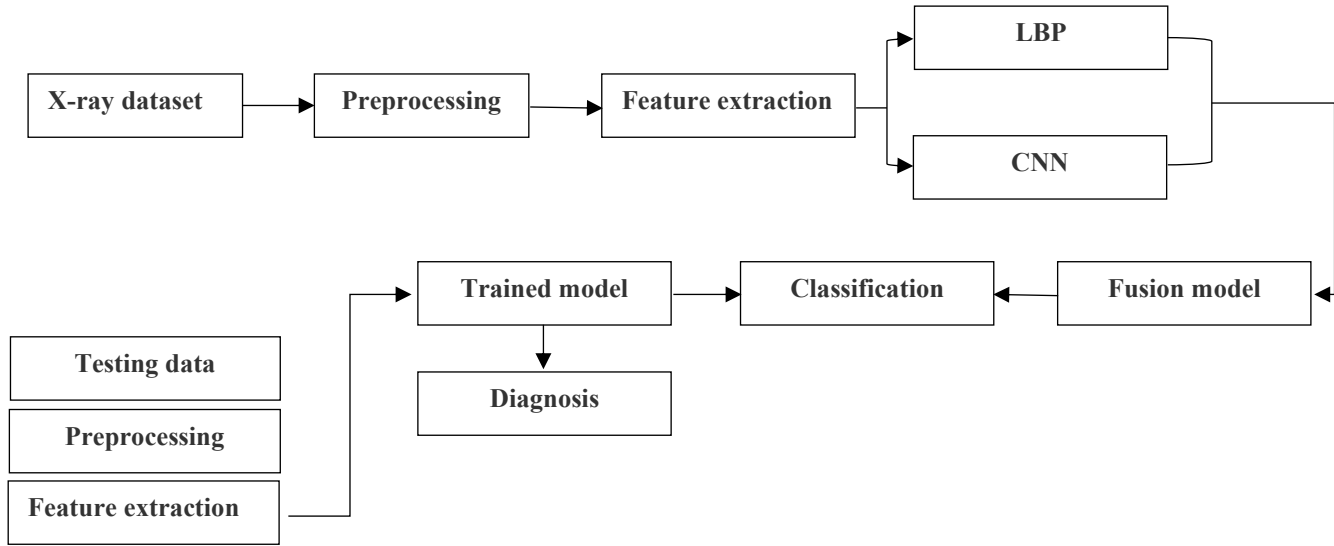 LBP
X-ray dataset
Preprocessing
Feature extraction
CNN
Trained model
Classification
Fusion model
Testing data
Diagnosis
Preprocessing
Feature extraction